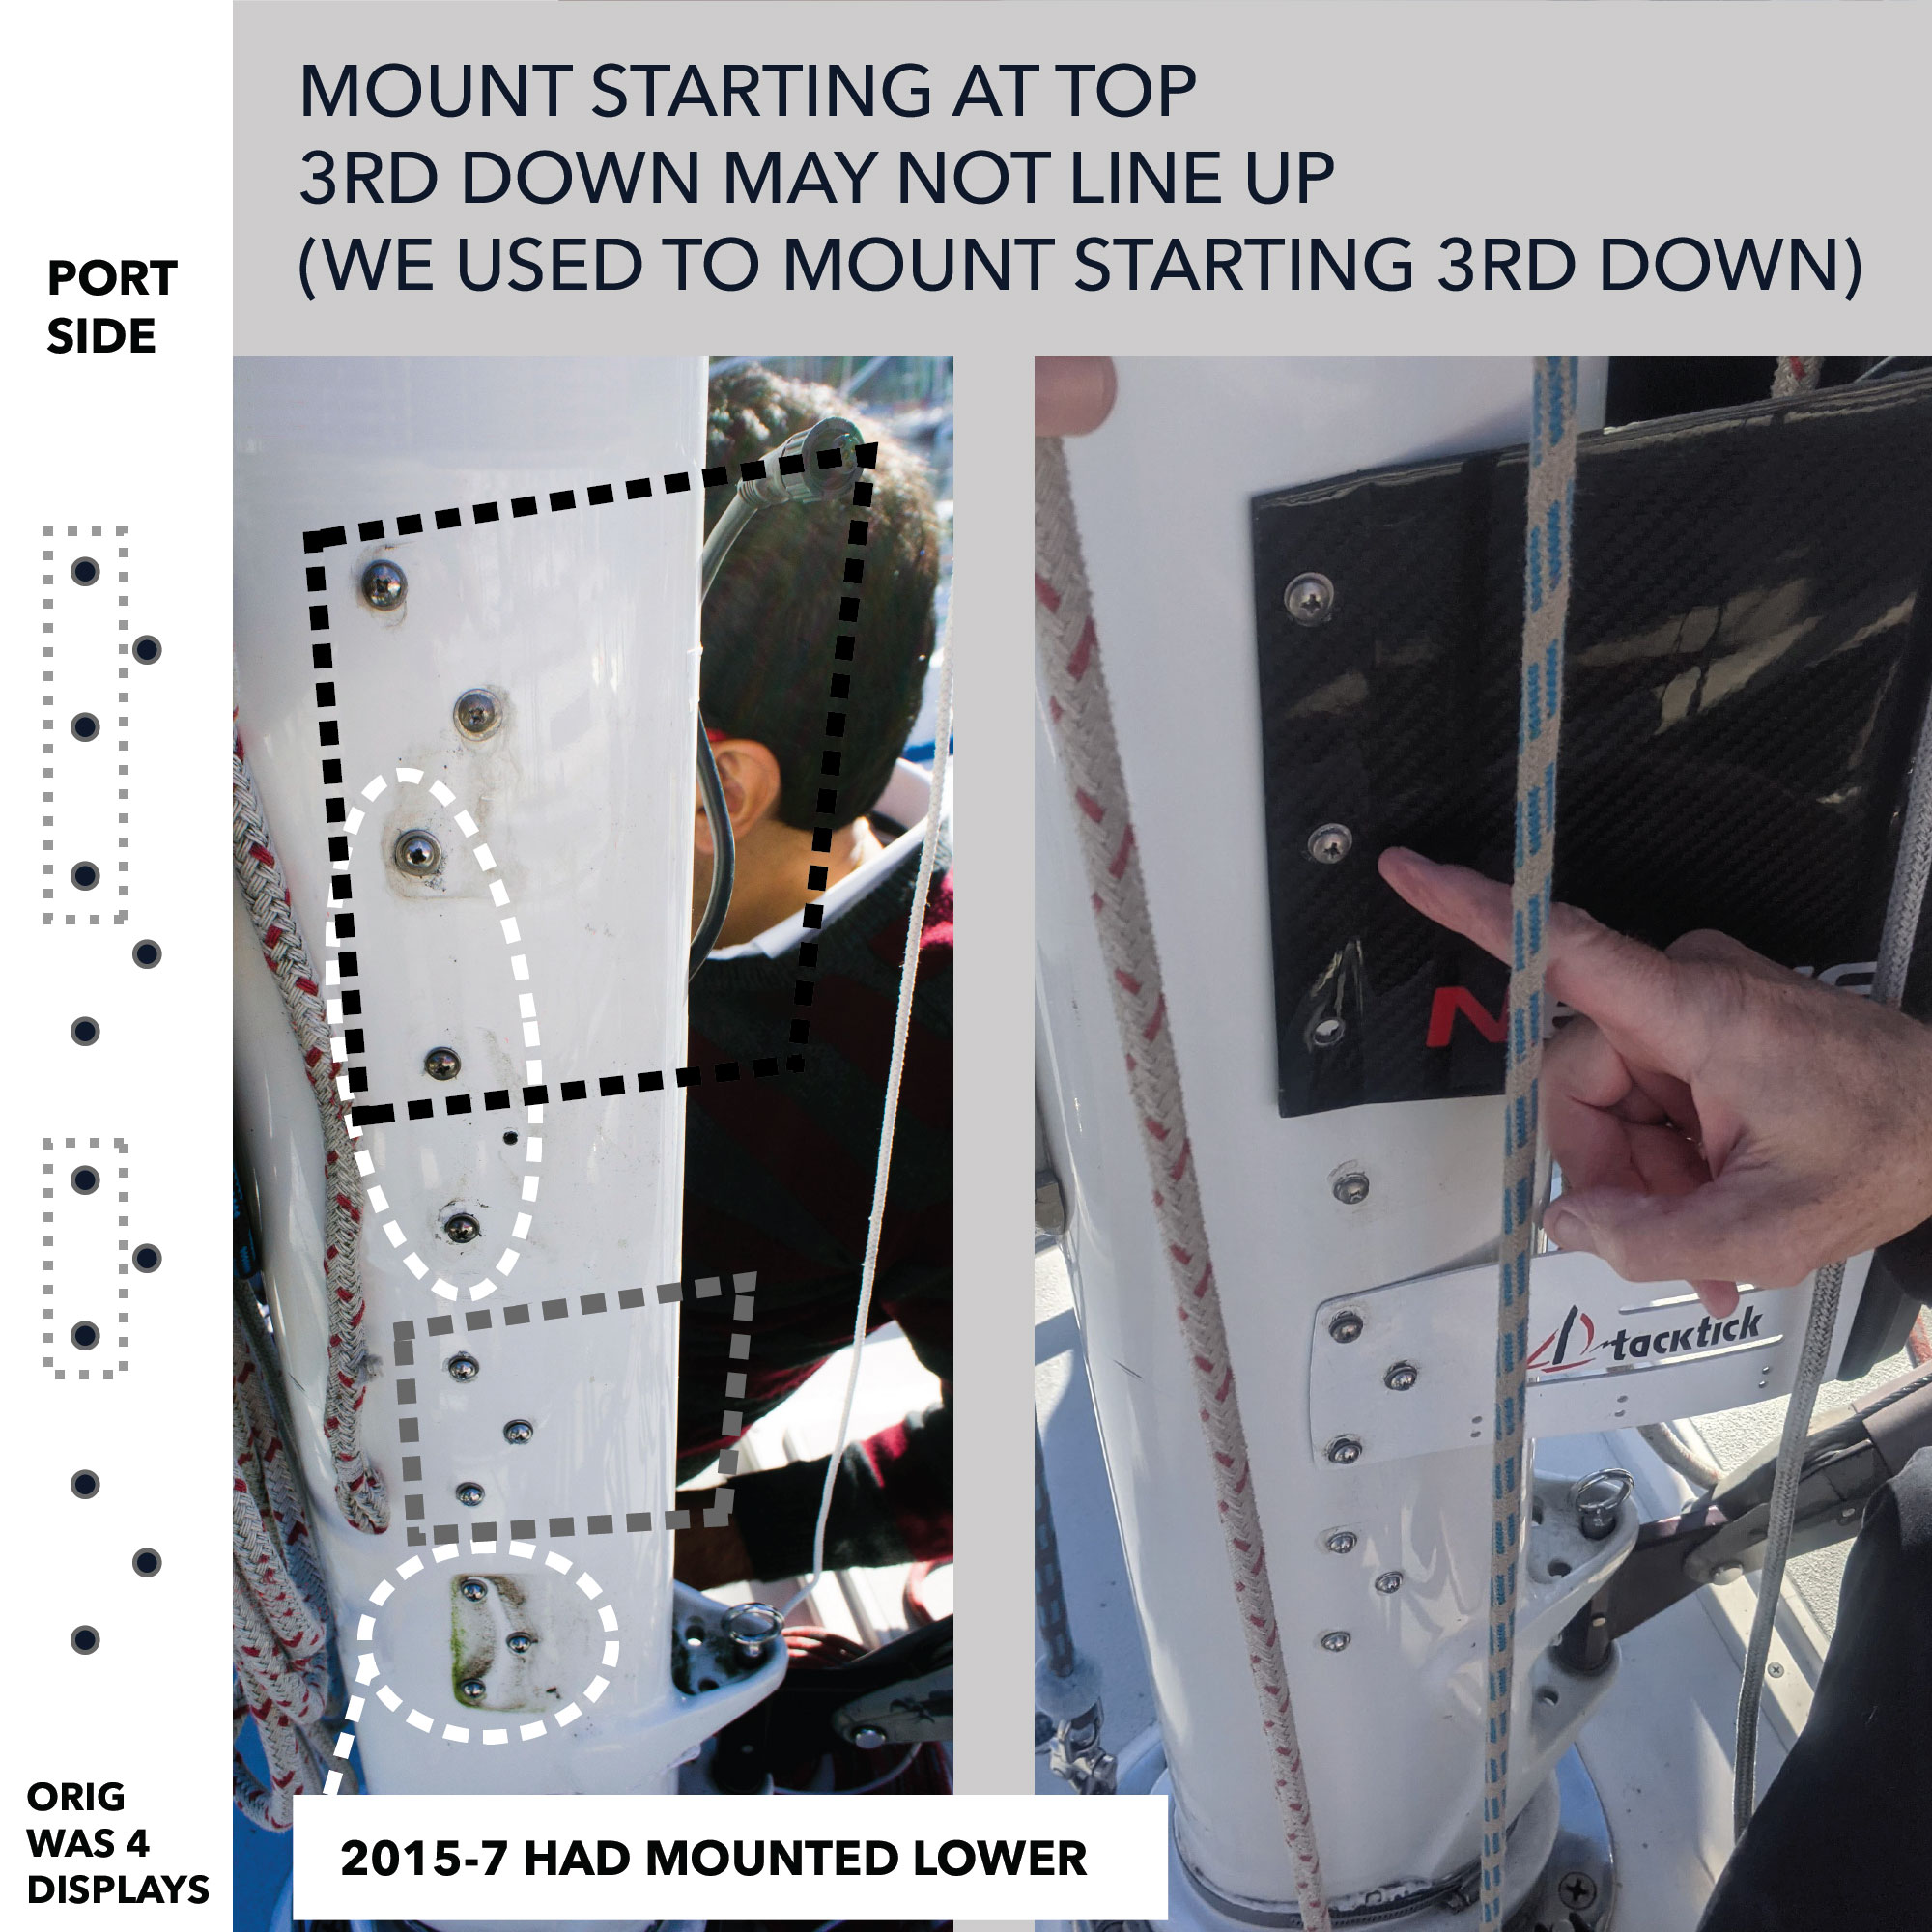 MOUNT STARTING AT TOP
3RD DOWN MAY NOT LINE UP
(WE USED TO MOUNT STARTING 3RD DOWN)
PORT
SIDE
tacktick
ORIG
WAS 4
DISPLAYS
2015-7 HAD MOUNTED LOWER